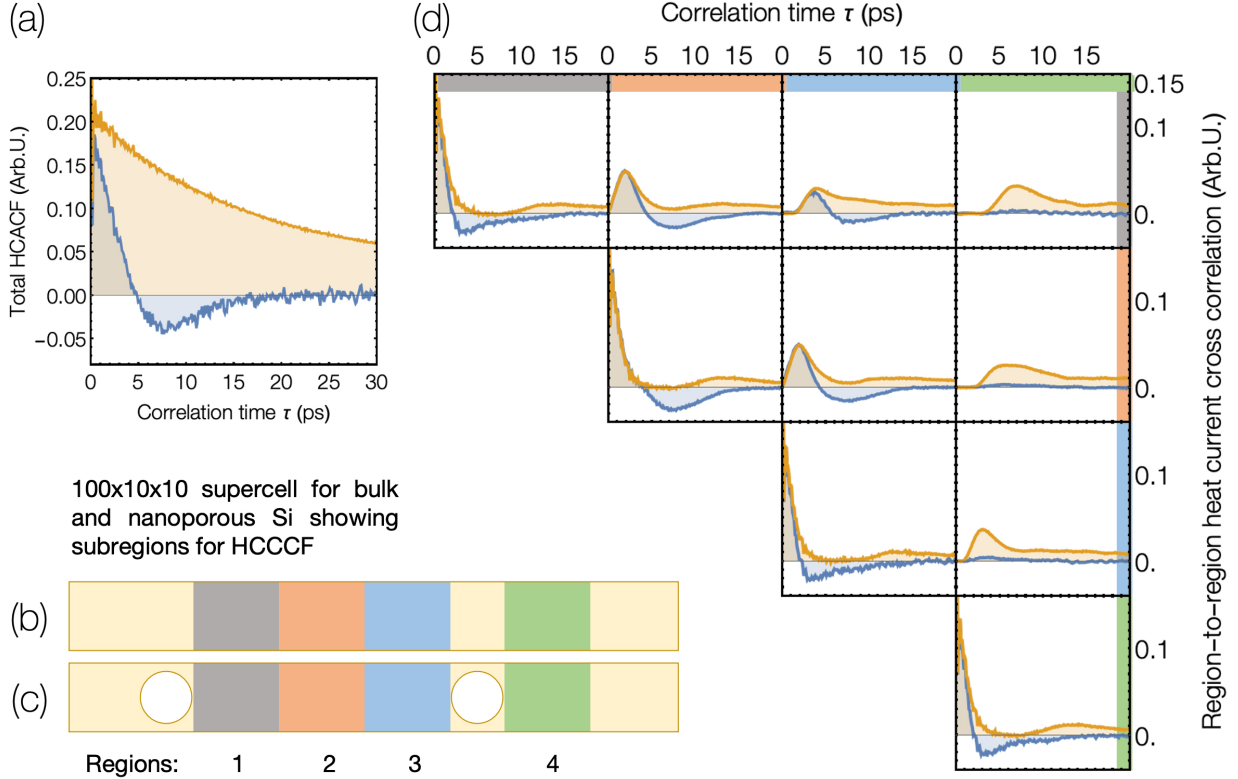 (a)
0.25
0.20
0.15
0.10
0.05
0.00
−0.05
Total HCACF (Arb.U.)
0 5 10 15 20 25 30
Correlation time τ (ps)
100x10x10 supercell for bulk
and nanoporous Si showing
subregions for HCCCF
(b)
(c)
Regions: 1 2 3 4
(d)
Correlation time τ (ps)
0 5 10 15 0 5 10 15 0 5 10 15 0 5 10 15
0.15
0.1
0.
0.1
0.
0.1
0.
0.1
0.
Region−to−region heat current cross correlation (Arb.U.)